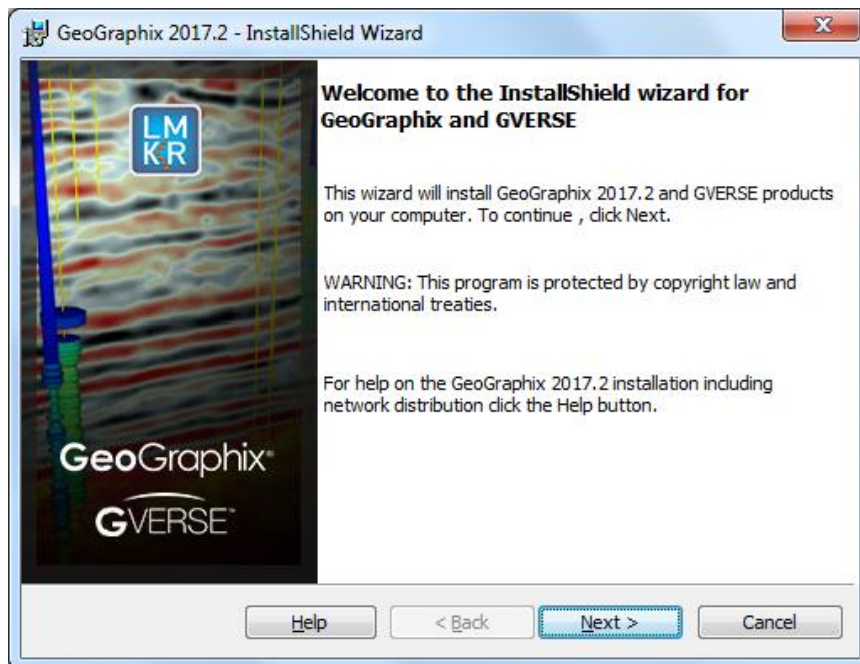 GeoGraphix 2017.2 - InstallShield Wizard
LM
KR
GeoGraphix®
GVERSE™
Welcome to the InstallShield wizard for
GeoGraphix and GVERSE
This wizard will install GeoGraphix 2017.2 and GVERSE products
on your computer. To continue , click Next.
WARNING: This program is protected by copyright law and
international treaties.
For help on the GeoGraphix 2017.2 installation including
network distribution click the Help button.
Help
< Back
Next >
Cancel